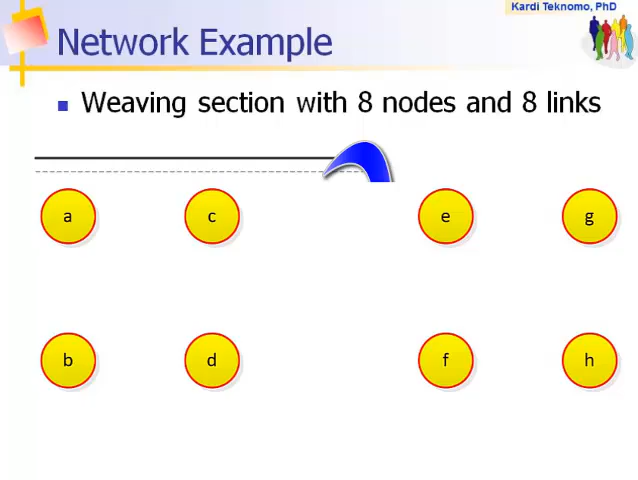 Kardi Teknomo, PhD
Network Example
Weaving section with 8 nodes and 8 links
a c e g
b d f h